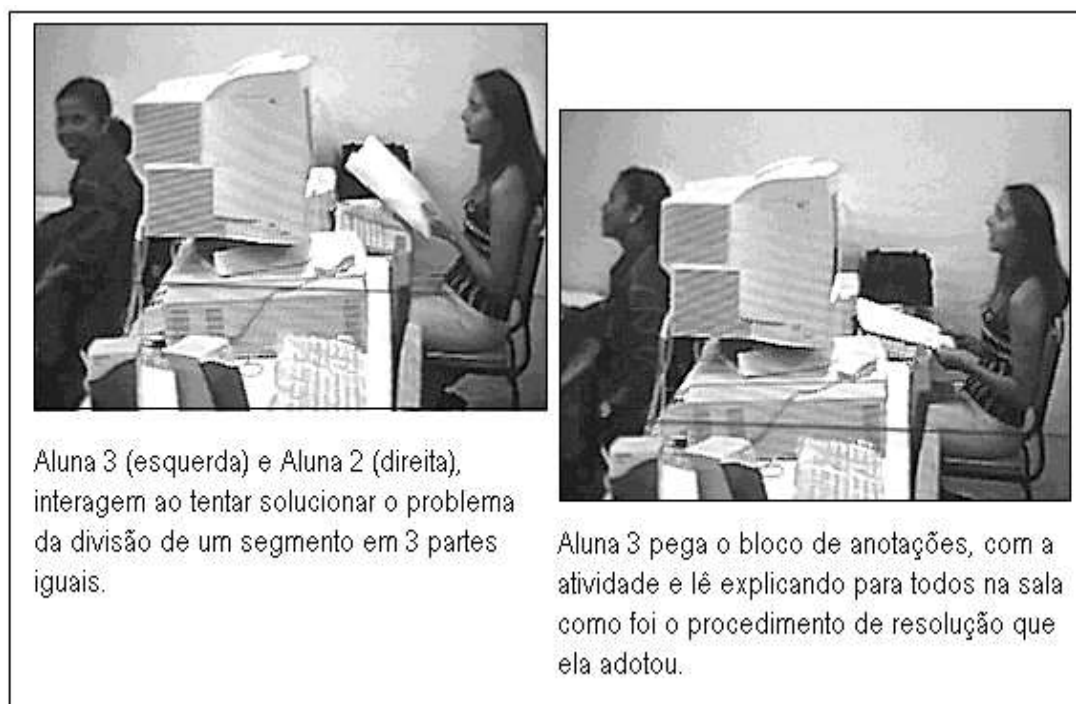 Aluna 3 (esquerda) e Aluna 2 (direita),
interagem ao tentar solucionar o problema
da divisão de um segmento em 3 partes
iguais.
Aluna 3 pega o bloco de anotações, com a
atividade e lê explicando para todos na sala
como foi o procedimento de resolução que
ela adotou.